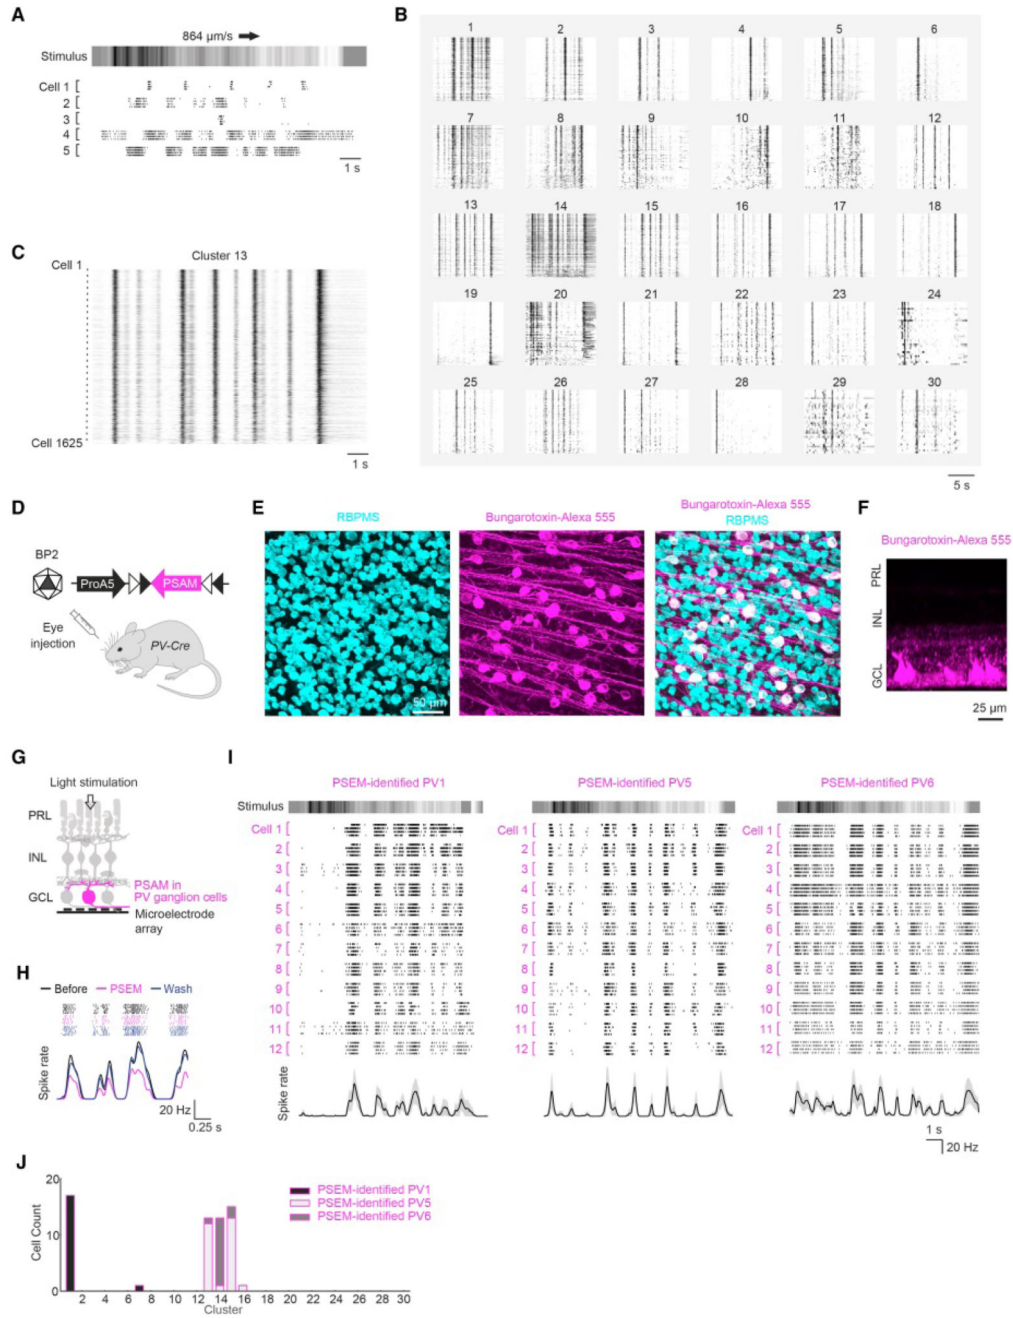 A
864 µm/s
Stimulus
Cell 1
2
3
4
5
1 s
B
1 2 3 4 5 6
7 8 9 10 11 12
13 14 15 16 17 18
19 20 21 22 23 24
25 26 27 28 29 30
5 s
C
Cluster 13
Cell 1
Cell 1625
1 s
D
BP2
ProA5 PSAM
Eye
injection
PV-Cre
E
RBPMS
50 µm
Bungarotoxin-Alexa 555
Bungarotoxin-Alexa 555
RBPMS
F
Bungarotoxin-Alexa 555
PRL
INL
GCL
25 µm
G
Light stimulation
PRL
INL
GCL
PSAM in
PV ganglion cells
Microelectrode
array
H
Before PSEM Wash
Spike rate
20 Hz
0.25 s
I
PSEM-identified PV1 PSEM-identified PV5 PSEM-identified PV6
Stimulus
Cell 1 Cell 1 Cell 1
2 2 2
3 3 3
4 4 4
5 5 5
6 6 6
7 7 7
8 8 8
9 9 9
10 10 10
11 11 11
12 12 12
Spike rate
1 s
20 Hz
J
Cell Count
20
10
0
PSEM-identified PV1
PSEM-identified PV5
PSEM-identified PV6
2 4 6 8 10 12 14 16 18 20 22 24 26 28 30
Cluster